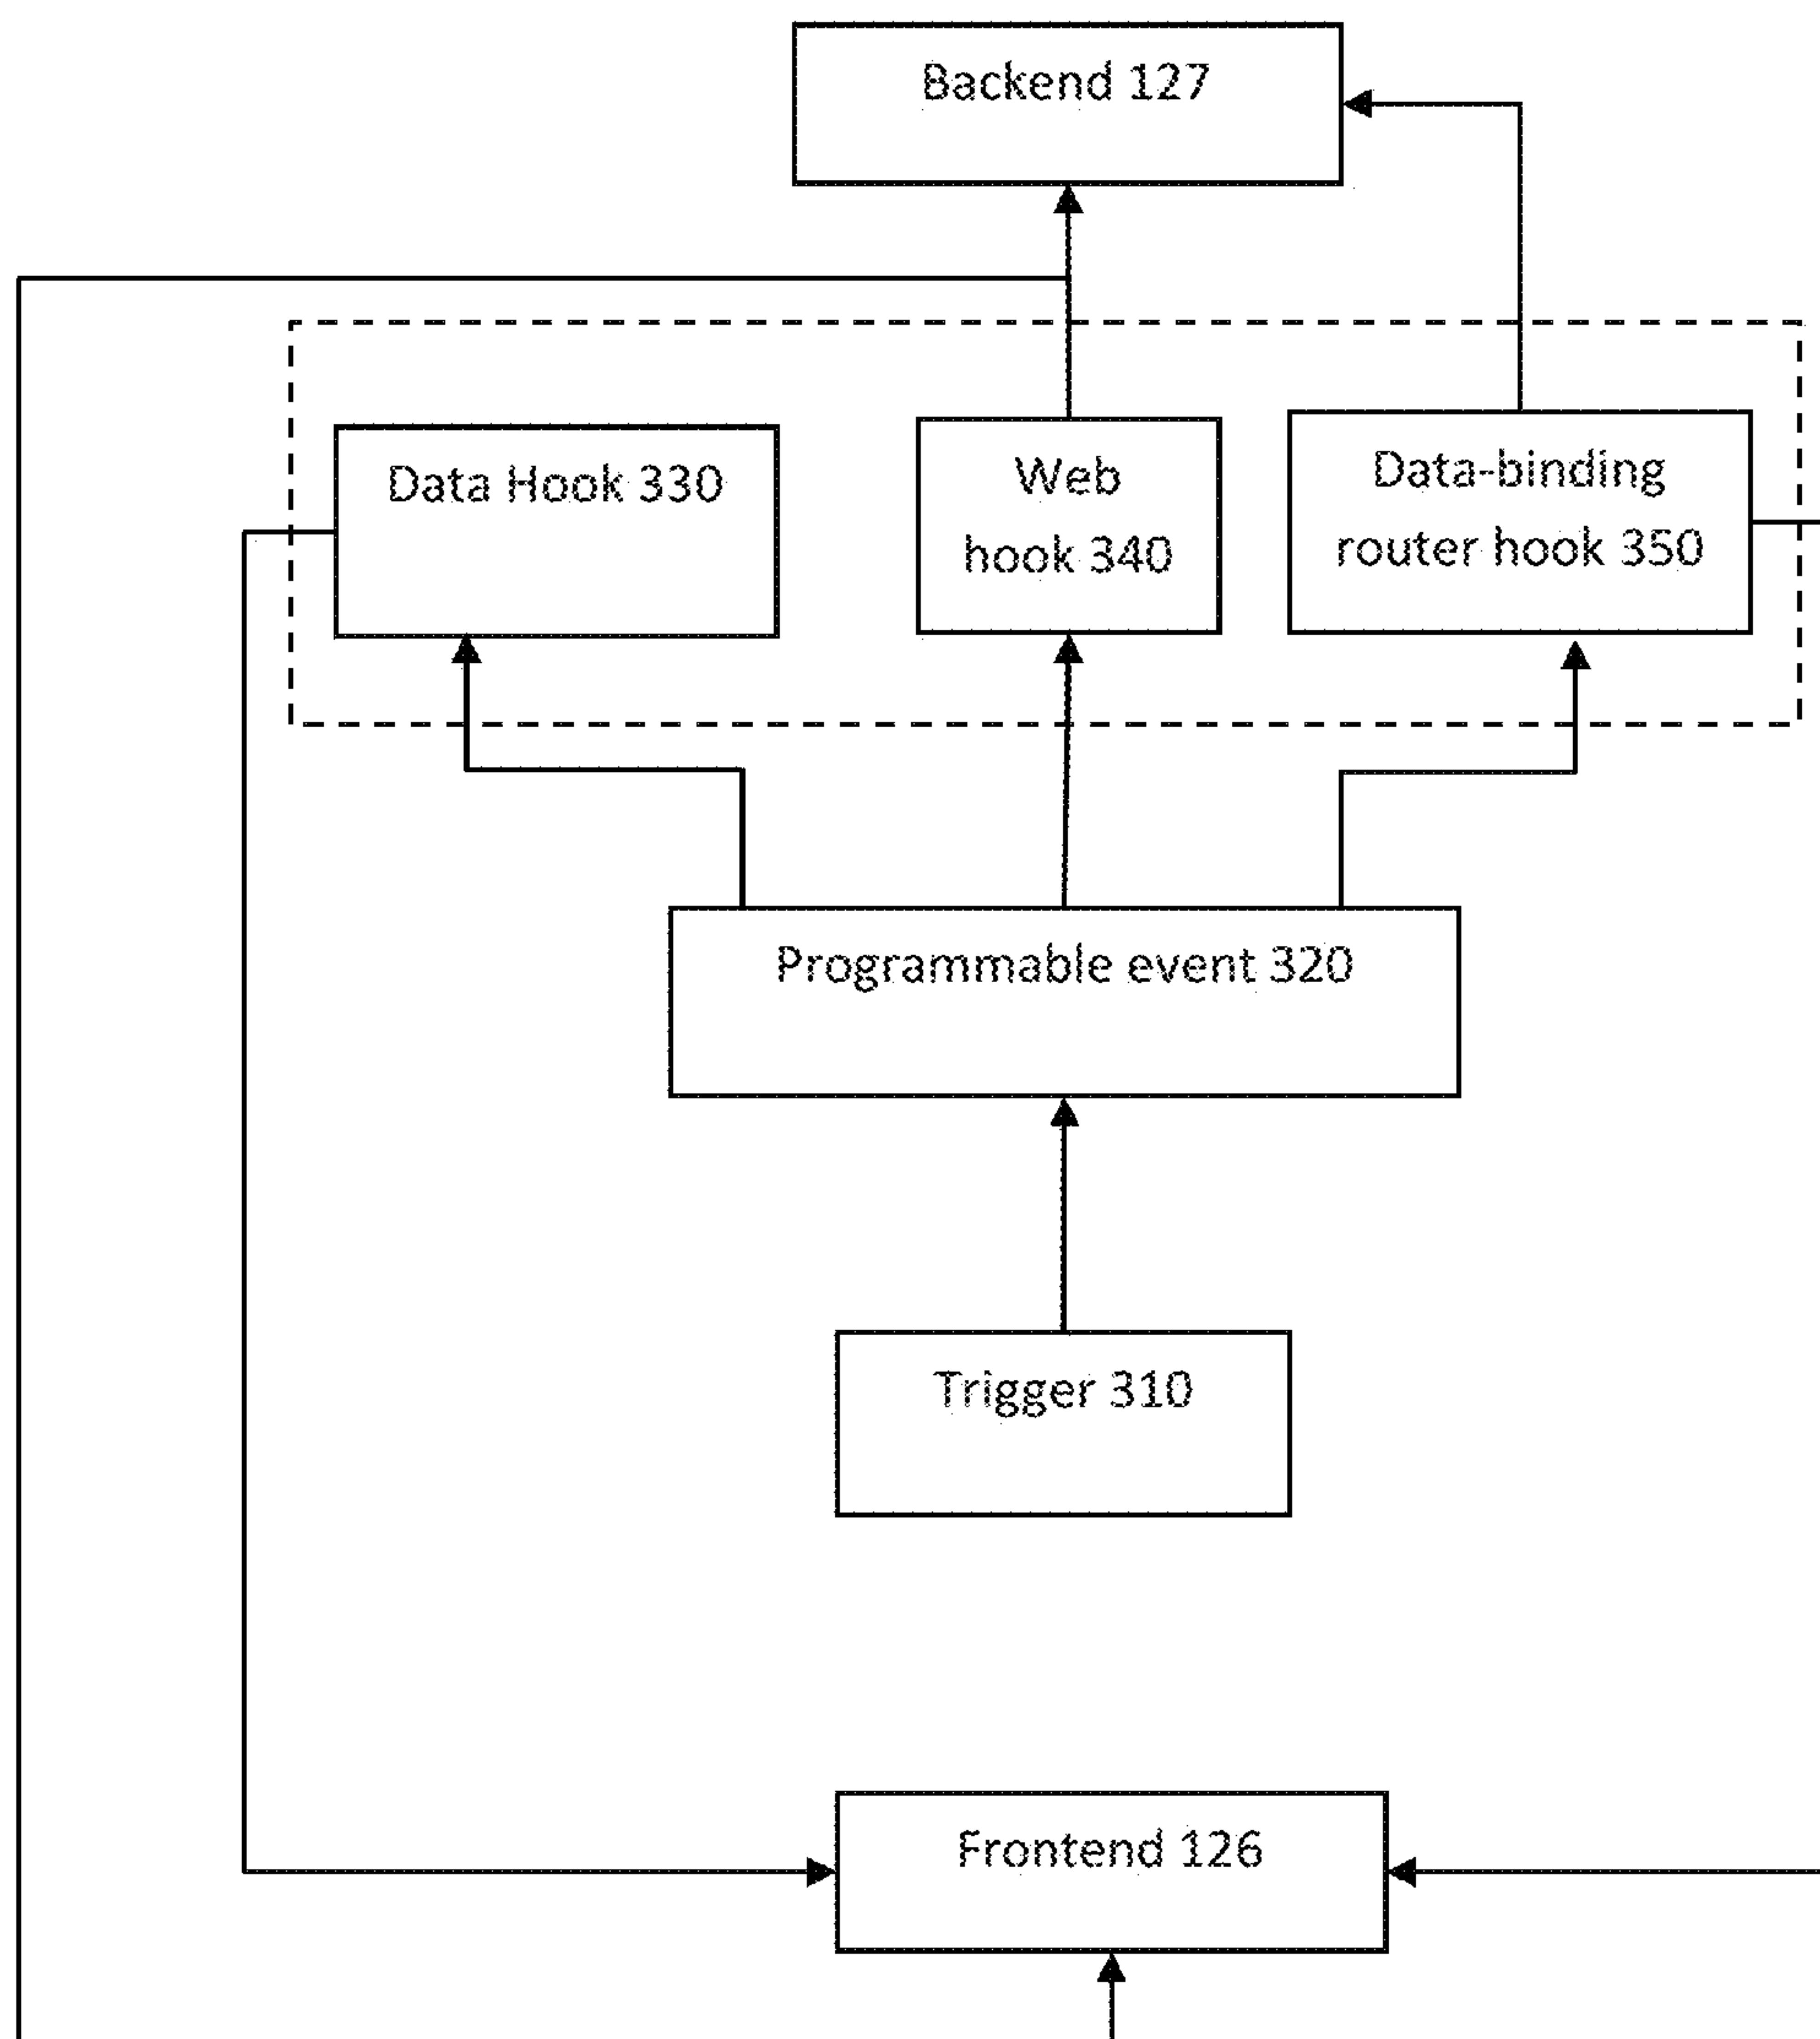 Backend 127
Data Hook 330
Web
hook 340
Data-binding
router hook 350
Programmable event 320
Trigger 310
Frontend 126